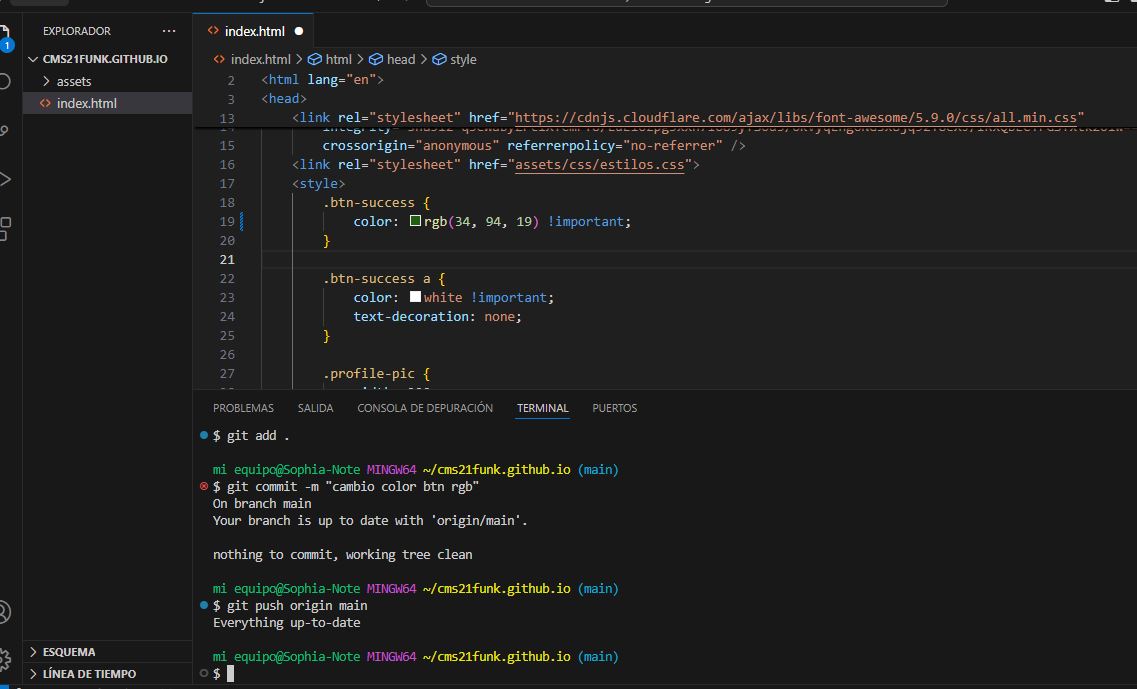 EXPLORADOR ...
index.html
1
CMS21FUNK.GITHUB.IO
assets
index.html
index.html > html > head > style
2 <html lang="en">
3 <head>
13 <link rel="stylesheet" href="https://cdnjs.cloudflare.com/ajax/libs/font-awesome/5.9.0/css/all.min.css"
15 crossorigin="anonymous" referrerpolicy="no-referrer" />
16 <link rel="stylesheet" href="assets/css/estilos.css">
17 <style>
18 .btn-success {
19 color: rgb(34, 94, 19) !important;
20 }
21
22 .btn-success a {
23 color: white !important;
24 text-decoration: none;
25 }
26
27 .profile-pic {
PROBLEMAS SALIDA CONSOLA DE DEPURACIÓN TERMINAL PUERTOS
$ git add .
mi equipo@Sophia-Note MINGW64 ~/cms21funk.github.io (main)
$ git commit -m "cambio color btn rgb"
On branch main
Your branch is up to date with 'origin/main'.
nothing to commit, working tree clean
mi equipo@Sophia-Note MINGW64 ~/cms21funk.github.io (main)
$ git push origin main
Everything up-to-date
mi equipo@Sophia-Note MINGW64 ~/cms21funk.github.io (main)
$
ESQUEMA
LÍNEA DE TIEMPO